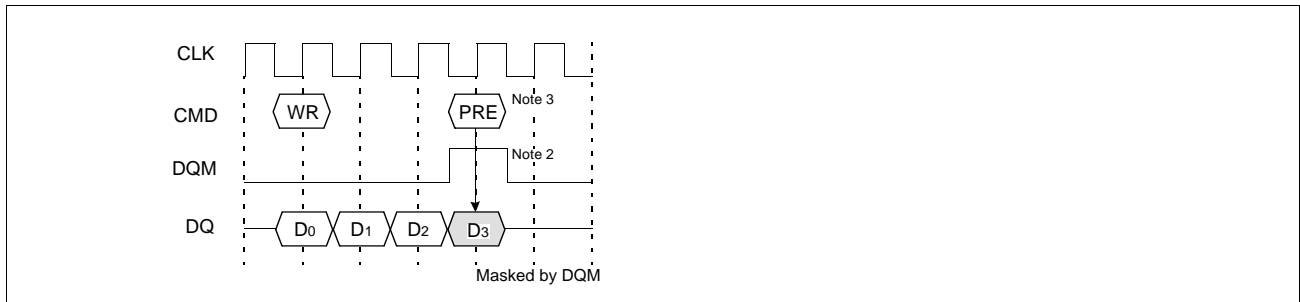 CLK
CMD WR PRE Note 3
DQM Note 2
DQ D0 D1 D2 D3
Masked by DQM